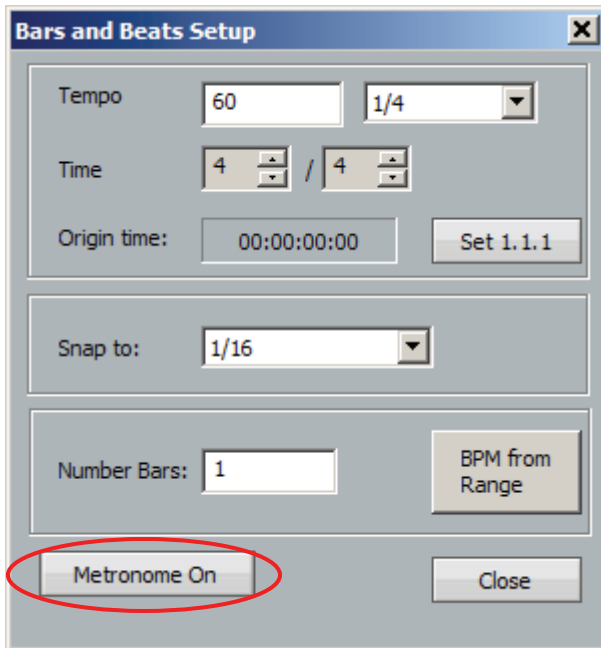 Bars and Beats Setup
Tempo 60 1/4
Time 4 / 4
Origin time: 00:00:00:00 Set 1.1.1
Snap to: 1/16
Number Bars: 1 BPM from
Range
Metronome On Close